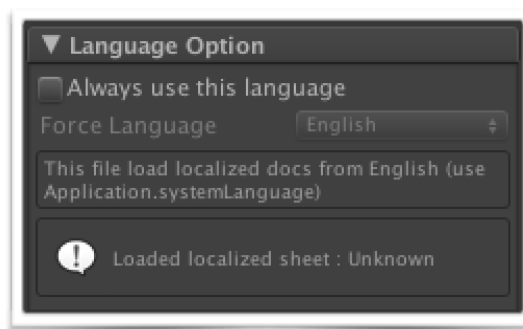 Language Option
Always use this language
Force Language English
This file load localized docs from English (use
Application.systemLanguage)
Loaded localized sheet : Unknown